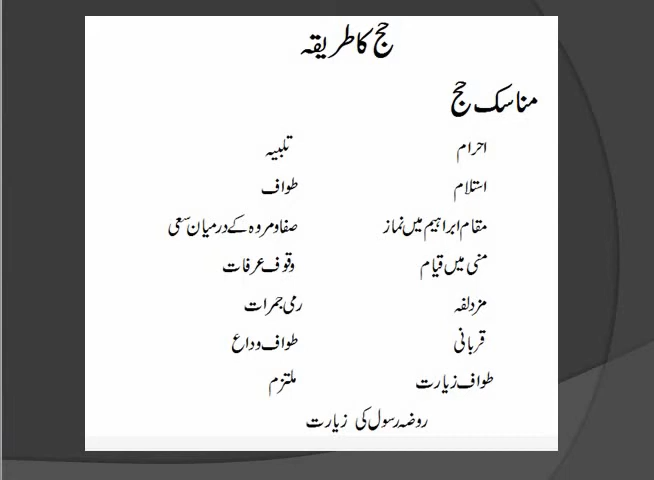 حج کا طریقہ
مناسک حج
احرام تلبیہ
استلام طواف
مقام ابراہیم میں نماز صفا و مروہ کے درمیان سعی
منی میں قیام وقوف عرفات
مزدلفہ رمی جمرات
قربانی طواف وداع
طواف زیارت ملتزم
روضہ رسول کی زیارت